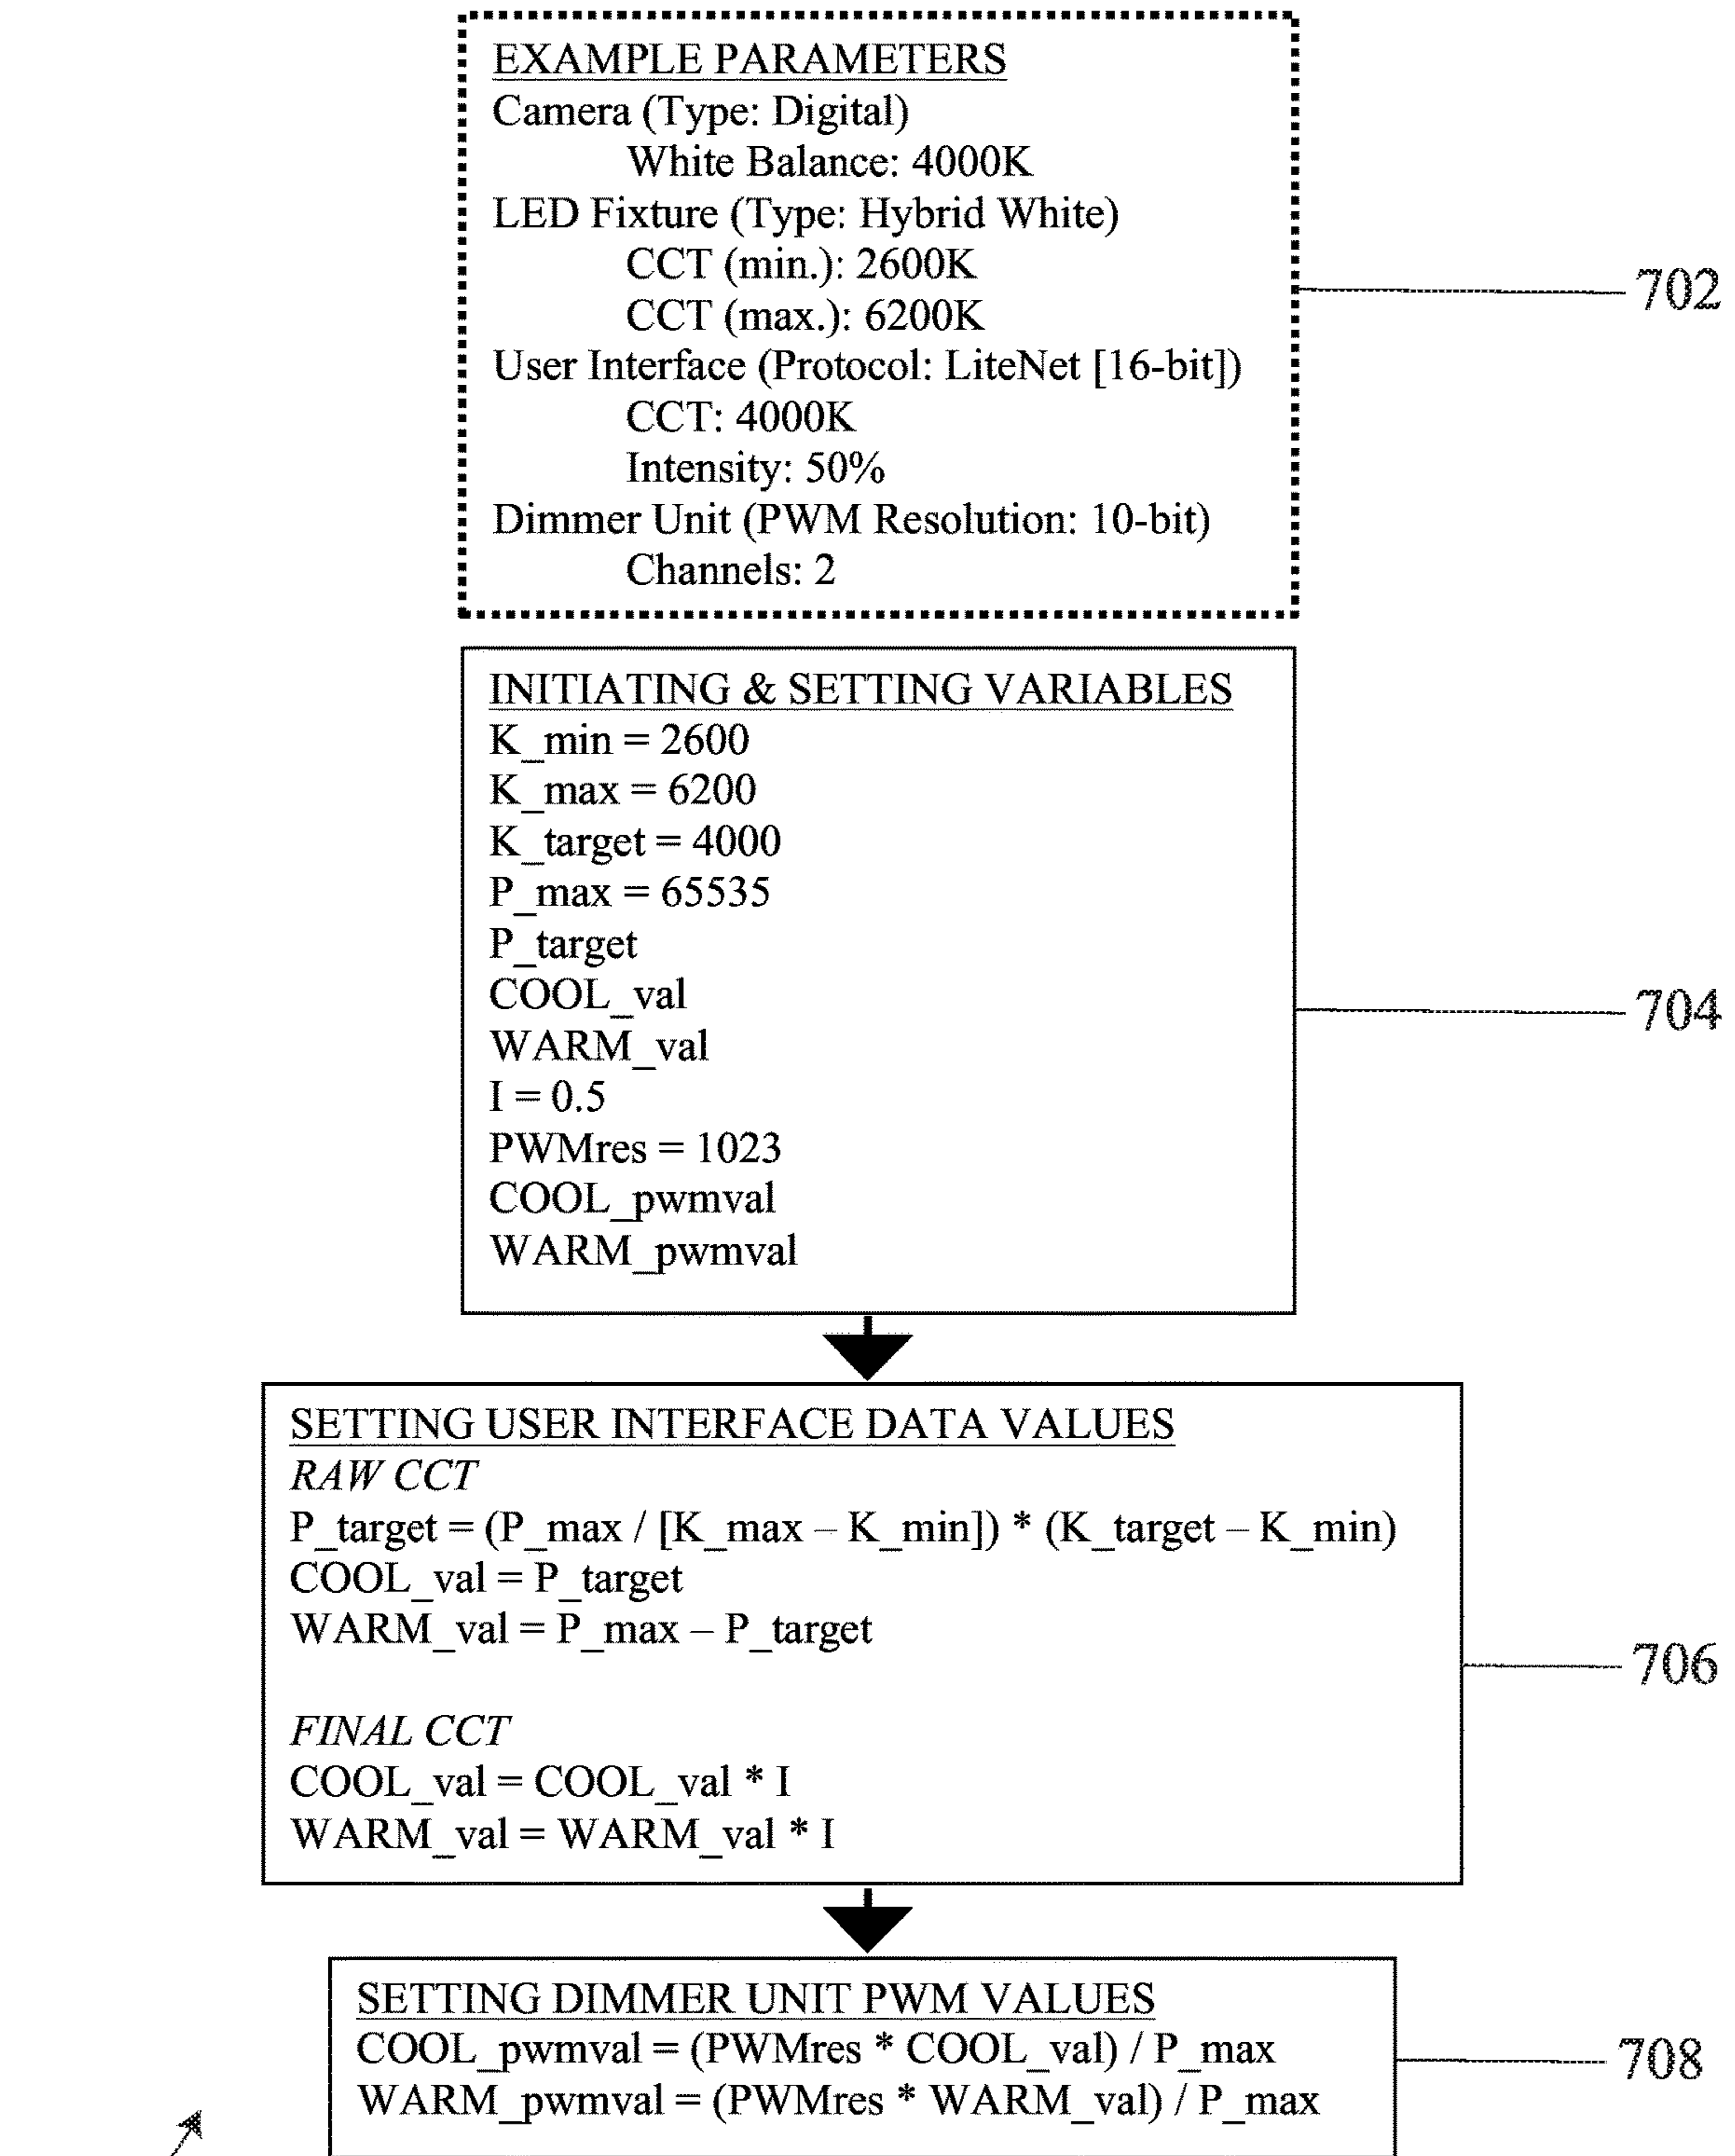 EXAMPLE PARAMETERS
Camera (Type: Digital)
White Balance: 4000K
LED Fixture (Type: Hybrid White)
CCT (min.): 2600K
CCT (max.): 6200K
User Interface (Protocol: LiteNet [16-bit])
CCT: 4000K
Intensity: 50%
Dimmer Unit (PWM Resolution: 10-bit)
Channels: 2
702
INITIATING & SETTING VARIABLES
K_min = 2600
K_max = 6200
K_target = 4000
P_max = 65535
P_target
COOL_val
WARM_val
I = 0.5
PWMres = 1023
COOL_pwmval
WARM_pwmval
704
SETTING USER INTERFACE DATA VALUES
RAW CCT
P_target = (P_max / [K_max – K_min]) * (K_target – K_min)
COOL_val = P_target
WARM_val = P_max – P_target
FINAL CCT
COOL_val = COOL_val * I
WARM_val = WARM_val * I
706
SETTING DIMMER UNIT PWM VALUES
COOL_pwmval = (PWMres * COOL_val) / P_max
WARM_pwmval = (PWMres * WARM_val) / P_max
708